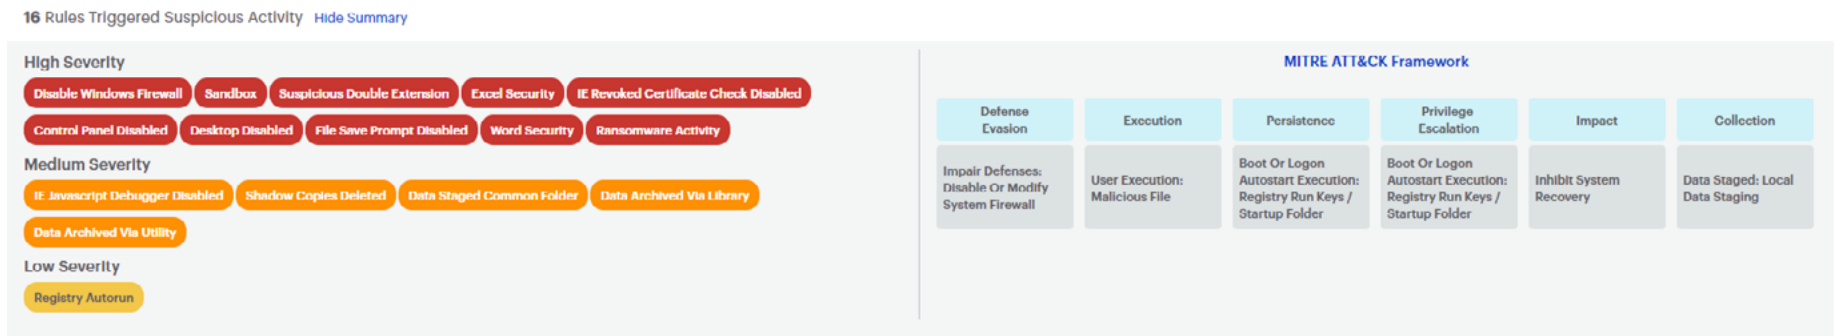 16 Rules Triggered Suspicious Activity Hide Summary
High Severity
Disable Windows Firewall Sandbox Suspicious Double Extension Excel Security IE Revoked Certificate Check Disabled
Control Panel Disabled Desktop Disabled File Save Prompt Disabled Word Security Ransomware Activity
Medium Severity
IE Javascript Debugger Disabled Shadow Copies Deleted Data Staged Common Folder Data Archived Via Library
Data Archived Via Utility
Low Severity
Registry Autorun
MITRE ATT&CK Framework
Defense
Evasion
Impair Defenses:
Disable Or Modify
System Firewall
Execution
User Execution:
Malicious File
Persistence
Boot Or Logon
Autostart Execution:
Registry Run Keys /
Startup Folder
Privilege
Escalation
Boot Or Logon
Autostart Execution:
Registry Run Keys /
Startup Folder
Impact
Inhibit System
Recovery
Collection
Data Staged: Local
Data Staging